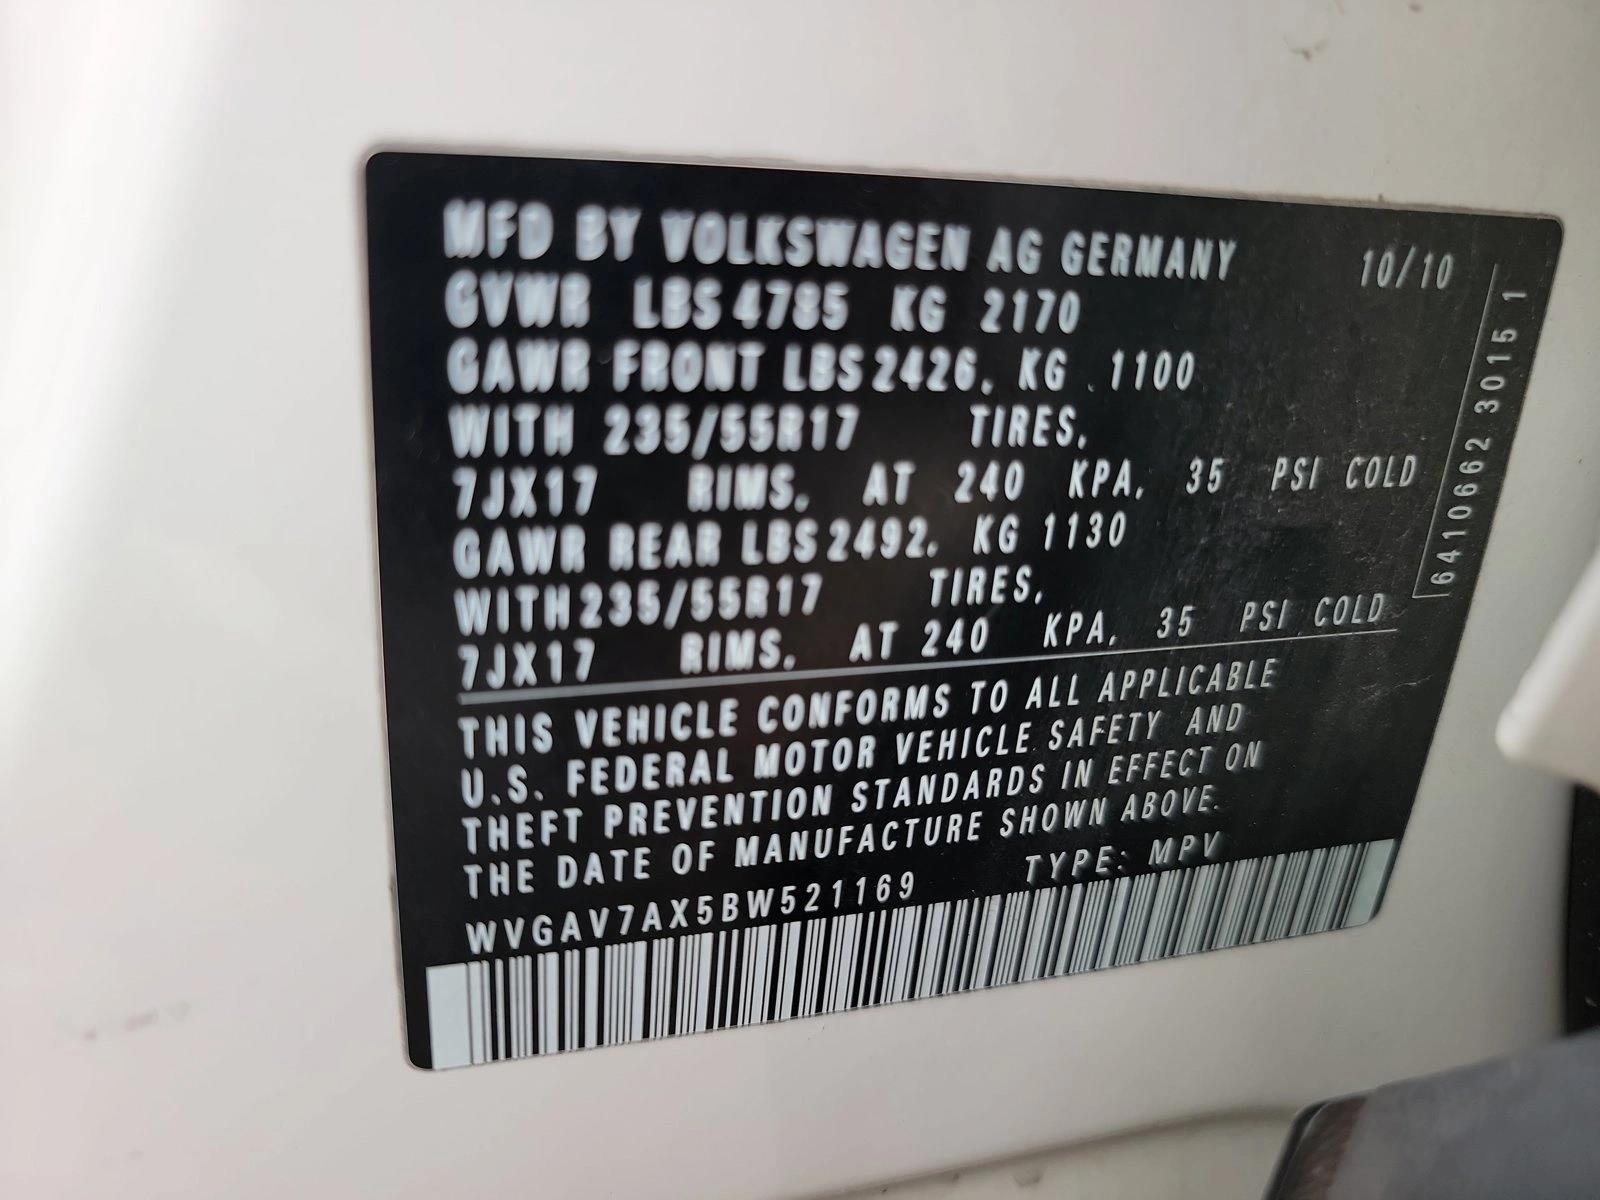 MFD BY VOLKSWAGEN AG GERMANY 10/10
GVWR LBS 4785 KG 2170
GAWR FRONT LBS 2426, KG 1100
WITH 235/55R17 TIRES,
7JX17 RIMS, AT 240 KPA, 35 PSI COLD
GAWR REAR LBS 2492, KG 1130
WITH 235/55R17 TIRES,
7JX17 RIMS, AT 240 KPA, 35 PSI COLD
THIS VEHICLE CONFORMS TO ALL APPLICABLE
U.S. FEDERAL MOTOR VEHICLE SAFETY AND
THEFT PREVENTION STANDARDS IN EFFECT ON
THE DATE OF MANUFACTURE SHOWN ABOVE.
WVGAV7AX5BW521169 TYPE: MPV
6410662 3015 1